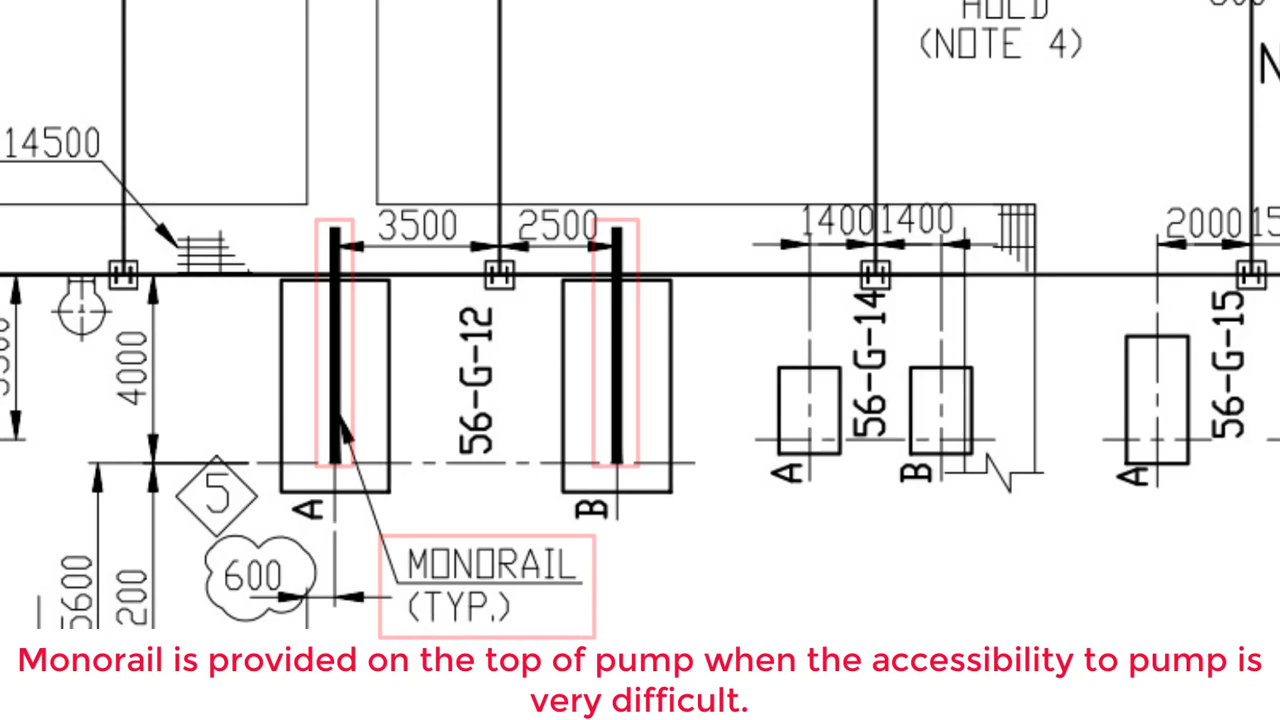 HOLD
(NOTE 4)
N
14500
3500
2500
1400
1400
2000
15
4000
56-G-12
56-G-14
56-G-15
A
B
A
B
A
5
600
MONORAIL
(TYP.)
5600
200
Monorail is provided on the top of pump when the accessibility to pump is
very difficult.